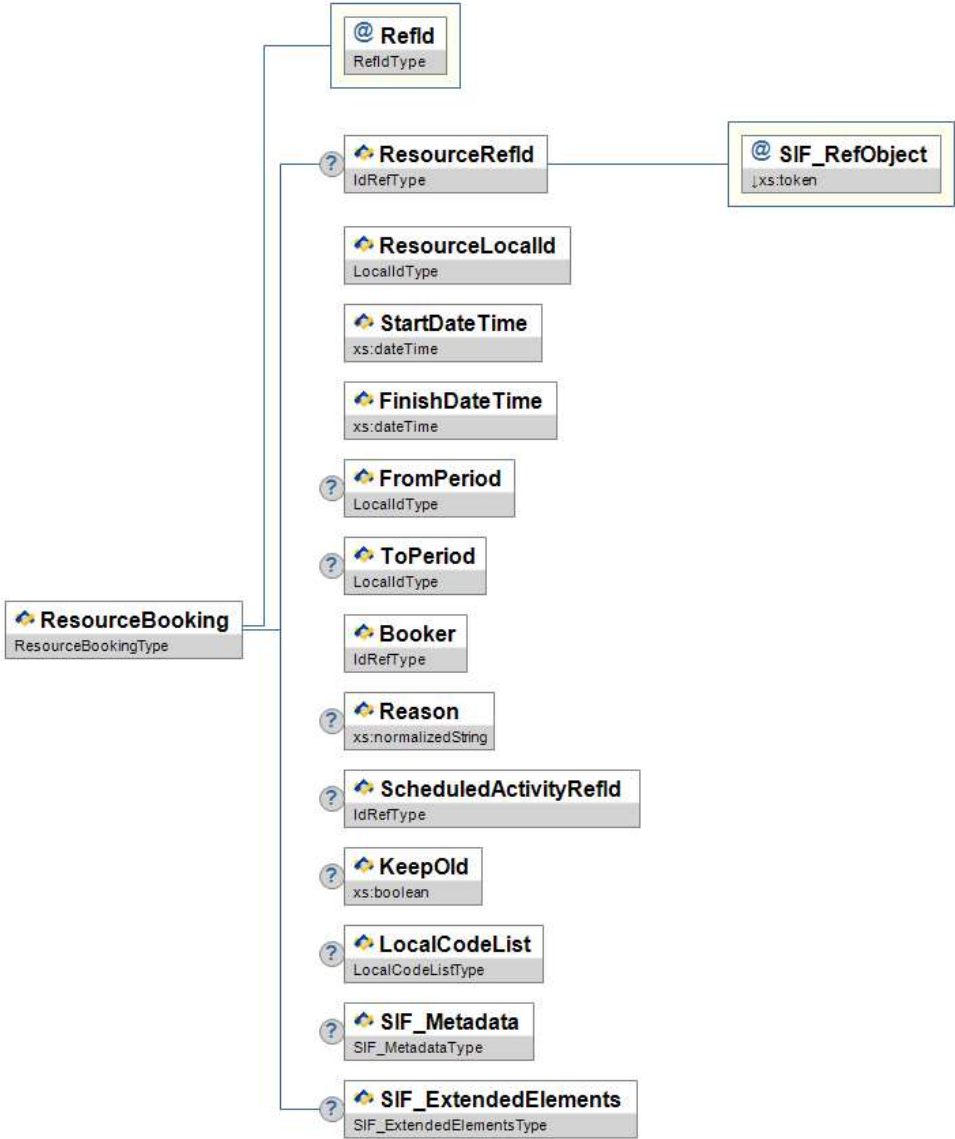 @ RefId
RefIdType
? ResourceRefId
IdRefType
@ SIF_RefObject
↓xs:token
ResourceLocalId
LocalIdType
StartDateTime
xs:dateTime
FinishDateTime
xs:dateTime
? FromPeriod
LocalIdType
? ToPeriod
LocalIdType
ResourceBooking
ResourceBookingType
Booker
IdRefType
? Reason
xs:normalizedString
? ScheduledActivityRefId
IdRefType
? KeepOld
xs:boolean
? LocalCodeList
LocalCodeListType
? SIF_Metadata
SIF_MetadataType
? SIF_ExtendedElements
SIF_ExtendedElementsType